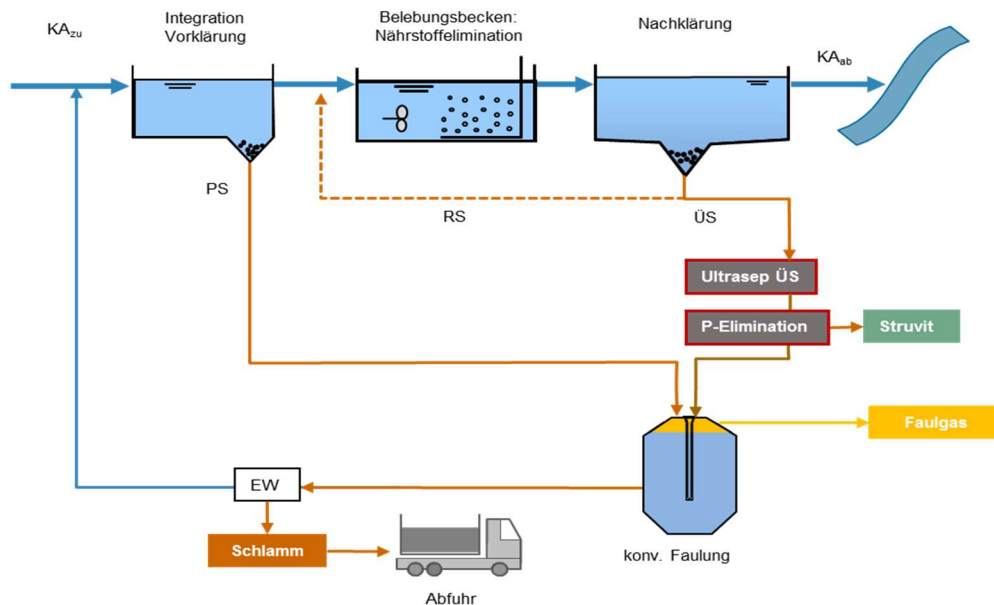 KAzu
Integration
Vorklärung
Belebungsbecken:
Nährstoffelimination
Nachklärung
KAab
PS
RS
ÜS
Ultrasep ÜS
P-Elimination
Struvit
Faulgas
EW
Schlamm
konv. Faulung
Abfuhr